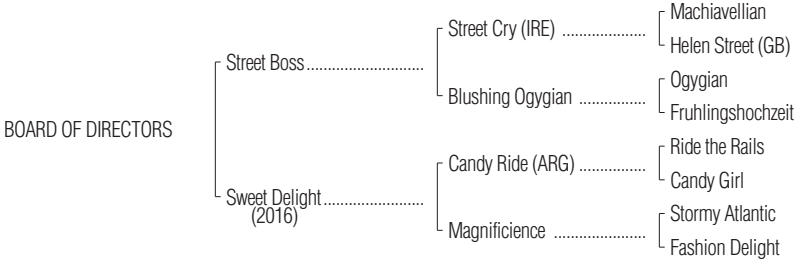 BOARD OF DIRECTORS
Street Boss
Sweet Delight
(2016)
Street Cry (IRE)
Blushing Ogygian
Candy Ride (ARG)
Magnificience
Machiavellian
Helen Street (GB)
Ogygian
Fruhlingshochzeit
Ride the Rails
Candy Girl
Stormy Atlantic
Fashion Delight